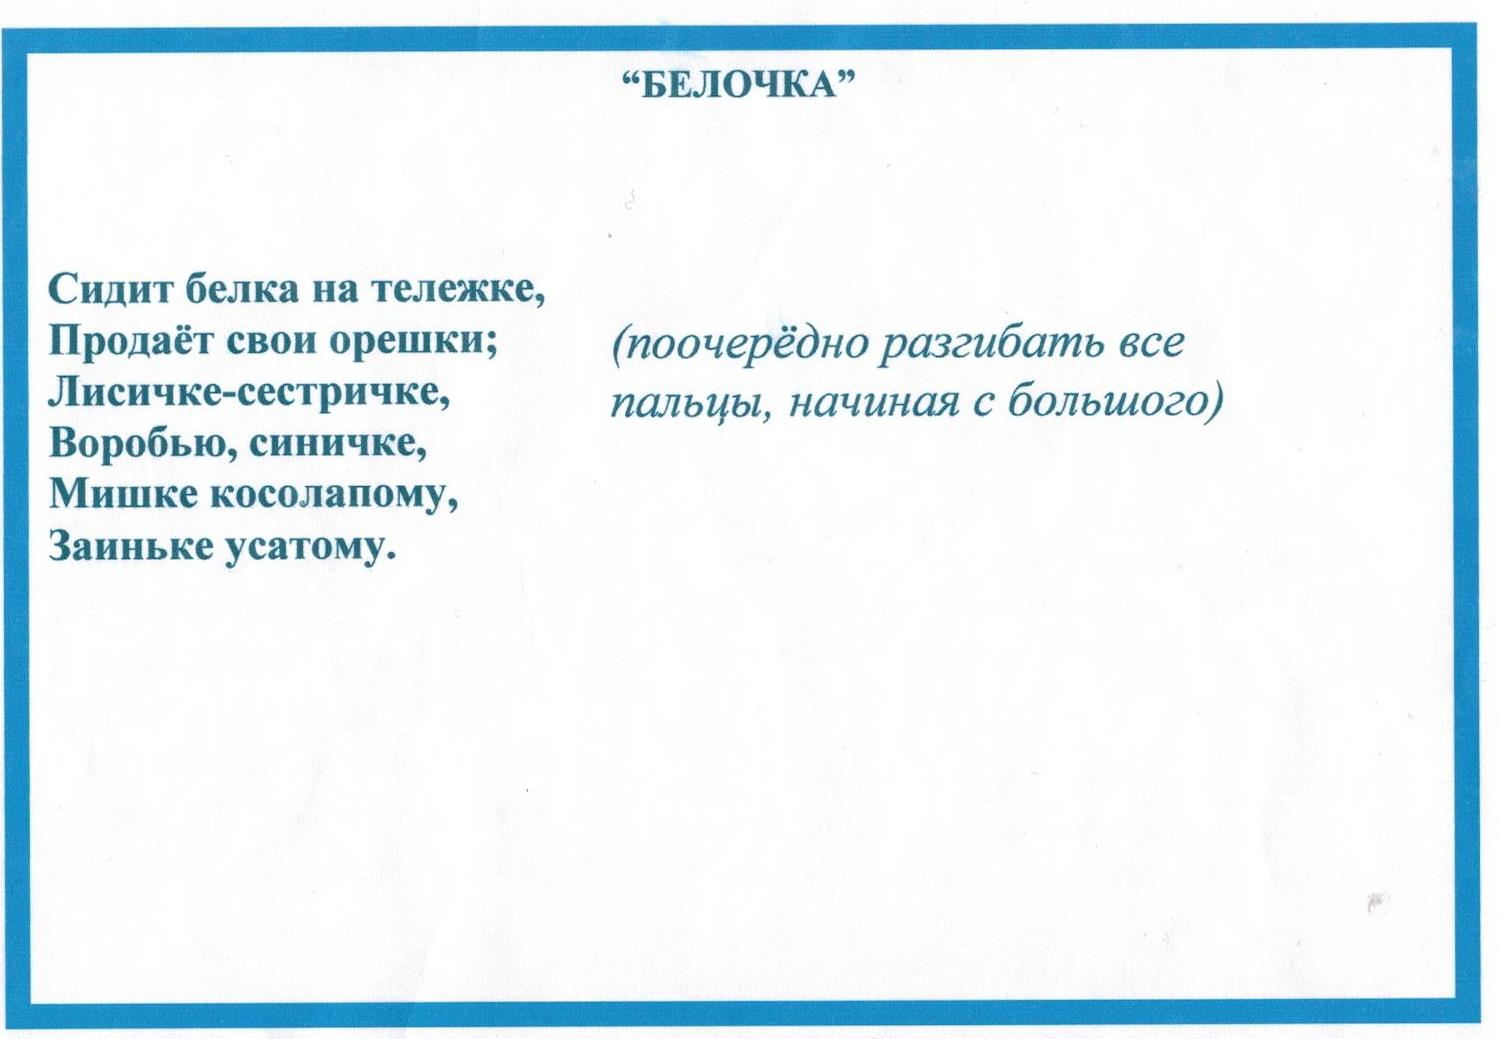 “БЕЛОЧКА”
Сидит белка на тележке,
Продаёт свои орешки;
Лисичке-сестричке,
Воробью, синичке,
Мишке косолапому,
Заиньке усатому.
(поочерёдно разгибать все
пальцы, начиная с большого)